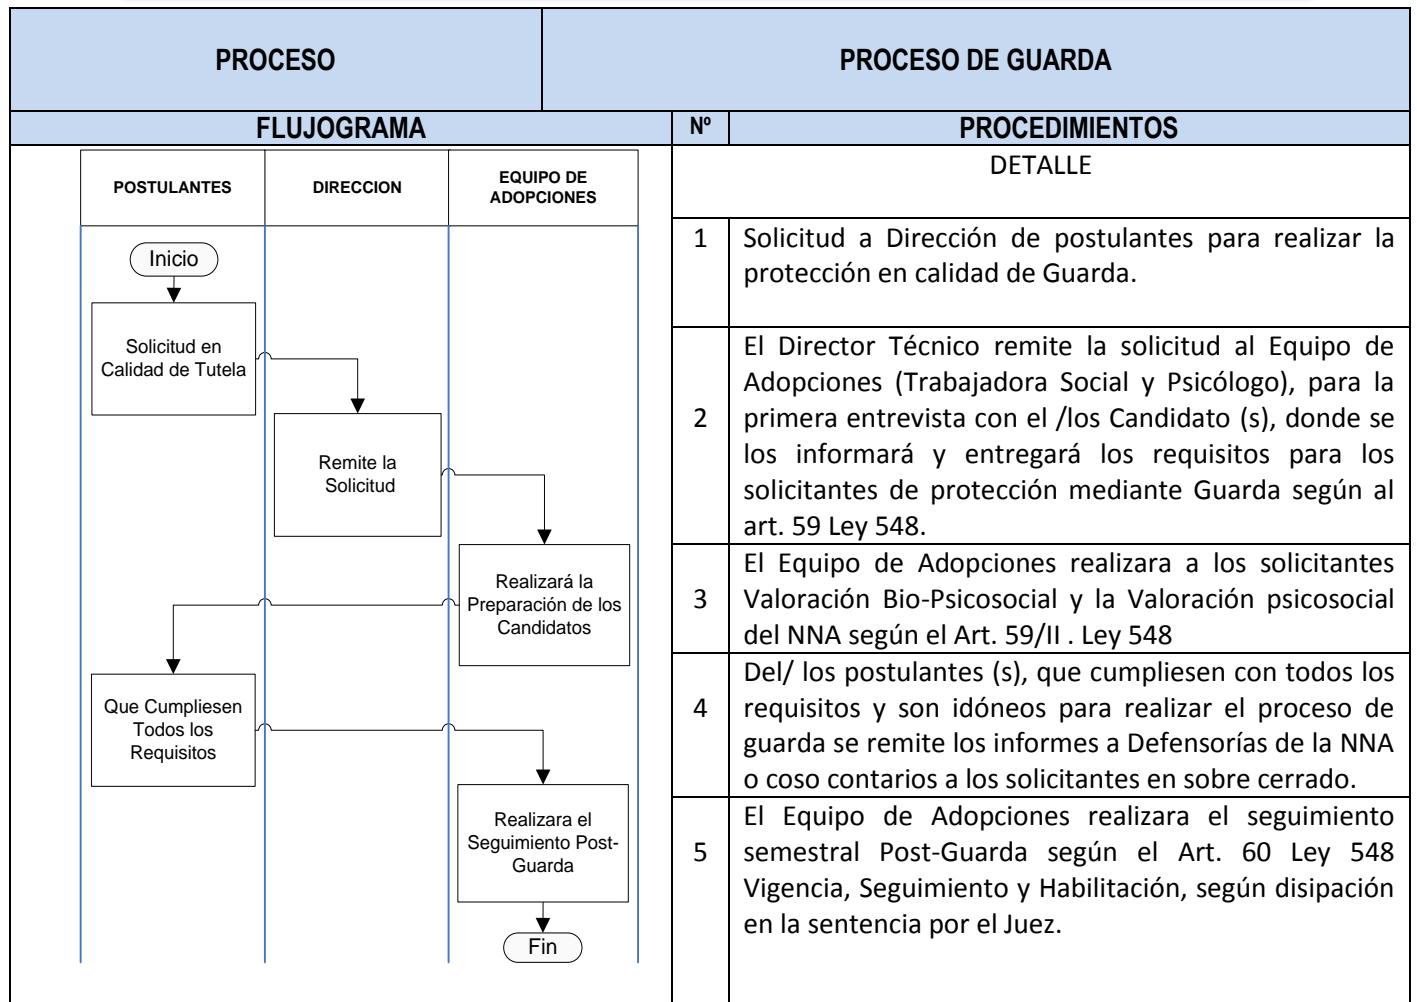 PROCESO
PROCESO DE GUARDA
FLUJOGRAMA
Nº
PROCEDIMIENTOS
POSTULANTES
DIRECCION
EQUIPO DE
ADOPCIONES
Inicio
Solicitud en
Calidad de Tutela
Remite la
Solicitud
Realizará la
Preparación de los
Candidatos
Que Cumpliesen
Todos los
Requisitos
Realizara el
Seguimiento Post-
Guarda
Fin
DETALLE
1
Solicitud a Dirección de postulantes para realizar la
protección en calidad de Guarda.
2
El Director Técnico remite la solicitud al Equipo de
Adopciones (Trabajadora Social y Psicólogo), para la
primera entrevista con el /los Candidato (s), donde se
los informará y entregará los requisitos para los
solicitantes de protección mediante Guarda según al
art. 59 Ley 548.
3
El Equipo de Adopciones realizara a los solicitantes
Valoración Bio-Psicosocial y la Valoración psicosocial
del NNA según el Art. 59/II . Ley 548
4
Del/ los postulantes (s), que cumpliesen con todos los
requisitos y son idóneos para realizar el proceso de
guarda se remite los informes a Defensorías de la NNA
o coso contarios a los solicitantes en sobre cerrado.
5
El Equipo de Adopciones realizara el seguimiento
semestral Post-Guarda según el Art. 60 Ley 548
Vigencia, Seguimiento y Habilitación, según disipación
en la sentencia por el Juez.